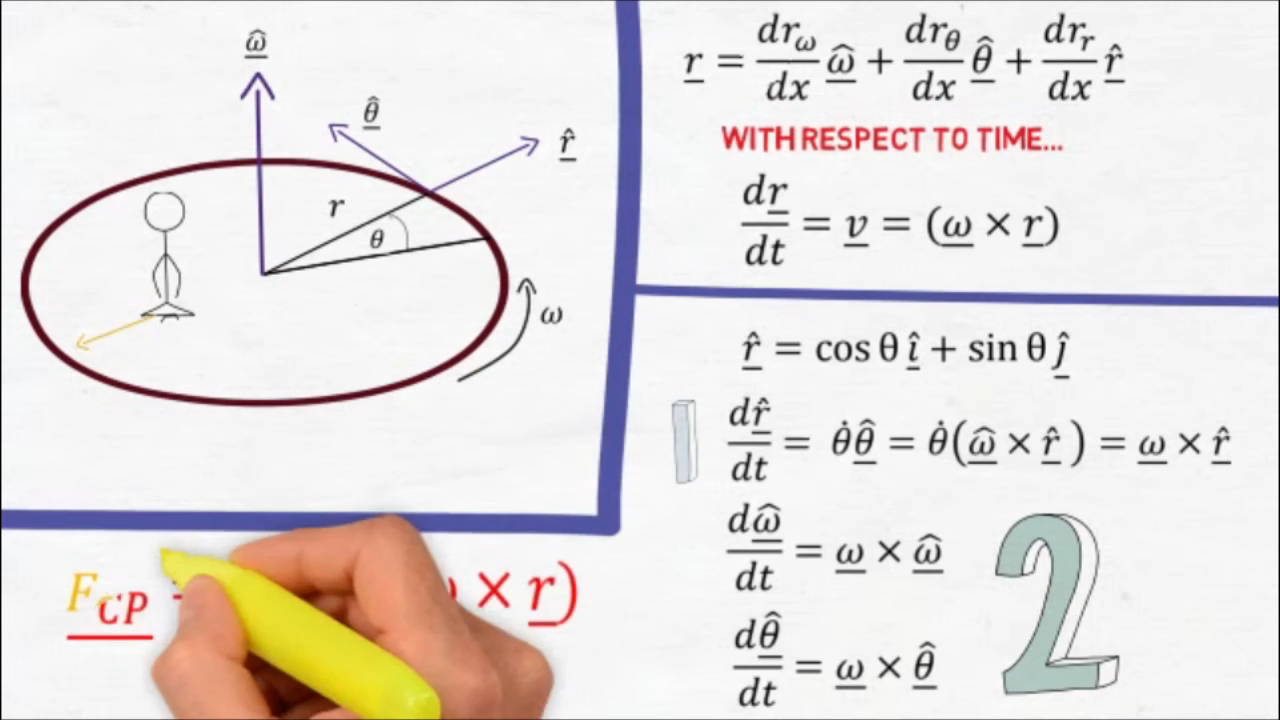 ω̂
θ̂
r̂
r
θ
ω
F_CP × r)
r = dr_ω/dx ω̂ + dr_θ/dx θ̂ + dr_r/dx r̂
WITH RESPECT TO TIME...
dr/dt = v = (ω × r)
r̂ = cos θ î + sin θ ĵ
1 dr̂/dt = θ̇θ̂ = θ̇(ω̂ × r̂) = ω × r̂
dω̂/dt = ω × ω̂
2
dθ̂/dt = ω × θ̂